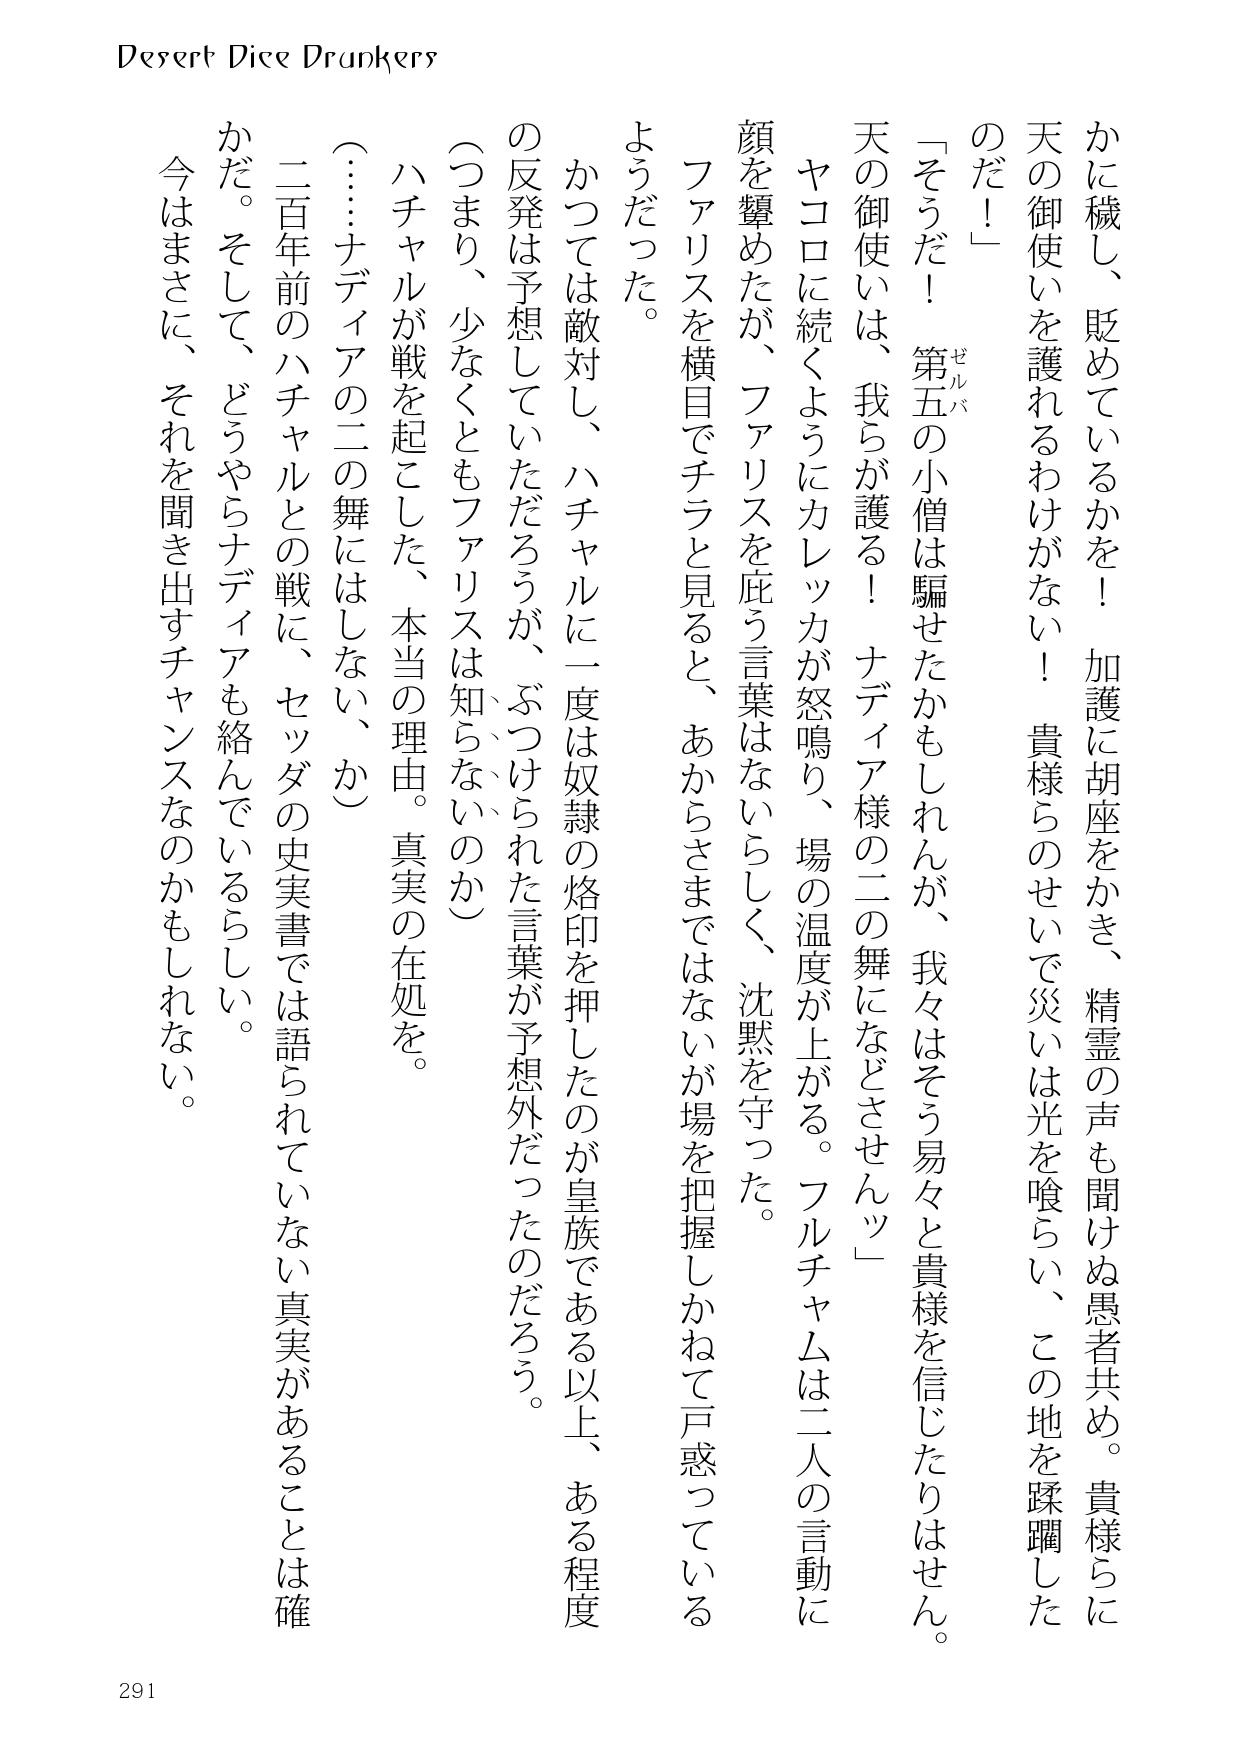 Desert Dice Drunkers
かに穢し、貶めているかを！　加護に胡座をかき、精霊の声も聞けぬ愚者共め。貴様らに
天の御使いを護れるわけがない！　貴様らのせいで災いは光を喰らい、この地を蹂躙した
のだ！」
「そうだ！　第五の小僧は騙せたかもしれんが、我々はそう易々と貴様を信じたりはせん。
ゼルバ
天の御使いは、我らが護る！　ナディア様の二の舞になどさせんッ」
　ヤコロに続くようにカレッカが怒鳴り、場の温度が上がる。フルチャムは二人の言動に
顔を顰めたが、ファリスを庇う言葉はないらしく、沈黙を守った。
　ファリスを横目でチラと見ると、あからさまではないが場を把握しかねて戸惑っている
ようだった。
　かつては敵対し、ハチャルに一度は奴隷の烙印を押したのが皇族である以上、ある程度
の反発は予想していただろうが、ぶつけられた言葉が予想外だったのだろう。
（つまり、少なくともファリスは知らないのか）
　ハチャルが戦を起こした、本当の理由。真実の在処を。
（……ナディアの二の舞にはしない、か）
　二百年前のハチャルとの戦に、セッダの史実書では語られていない真実があることは確
かだ。そして、どうやらナディアも絡んでいるらしい。
　今はまさに、それを聞き出すチャンスなのかもしれない。
291